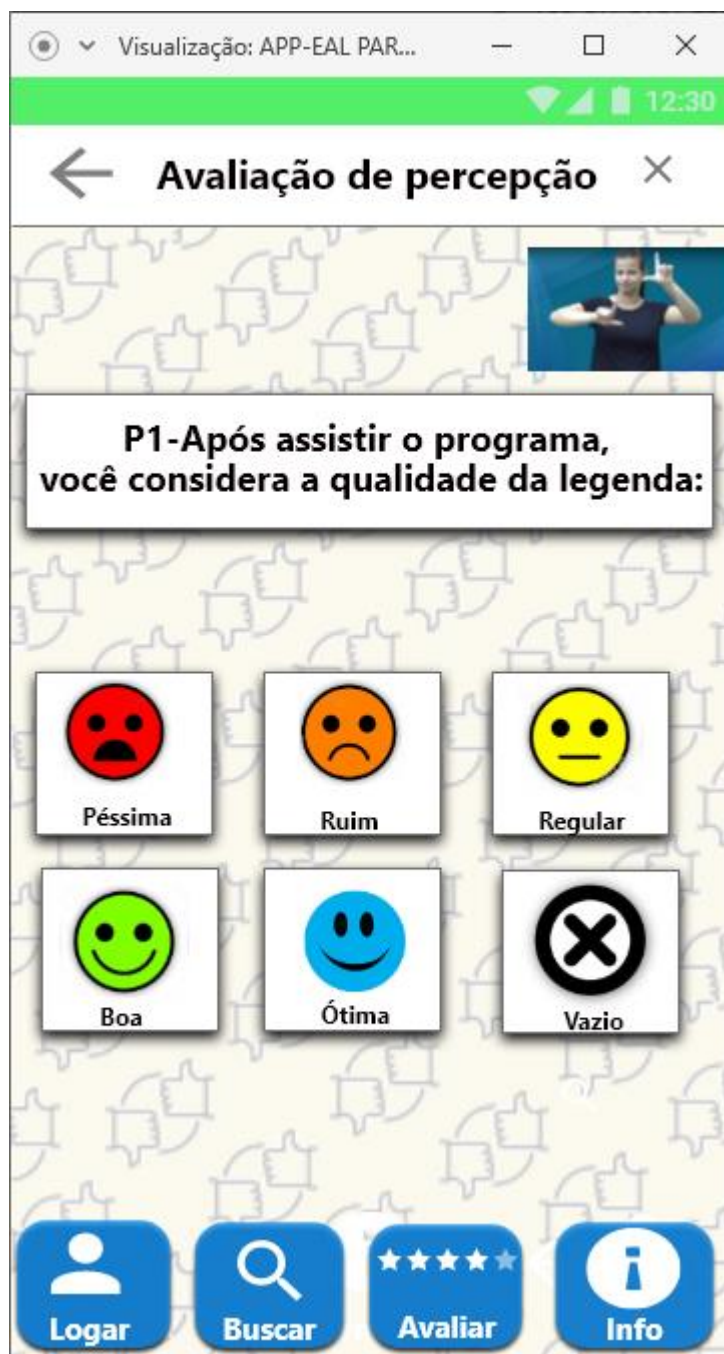 Visualização: APP-EAL PAR...
12:30
Avaliação de percepção
P1-Após assistir o programa,
você considera a qualidade da legenda:
Péssima
Ruim
Regular
Boa
Ótima
Vazio
Logar
Buscar
Avaliar
Info